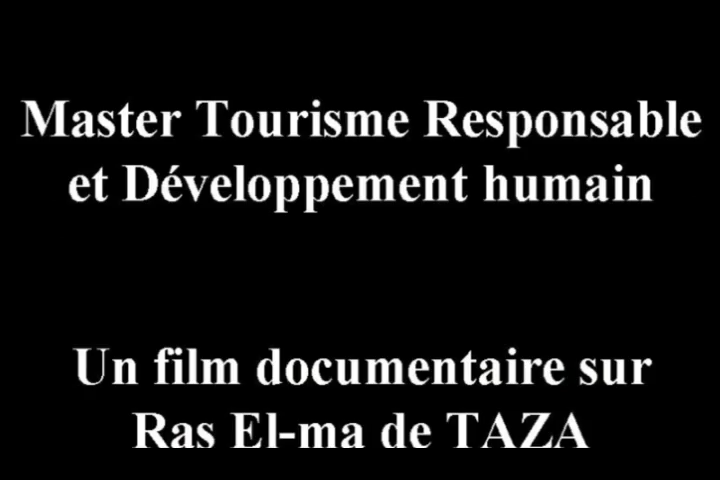 Master Tourisme Responsable
et Développement humain
Un film documentaire sur
Ras El-ma de TAZA